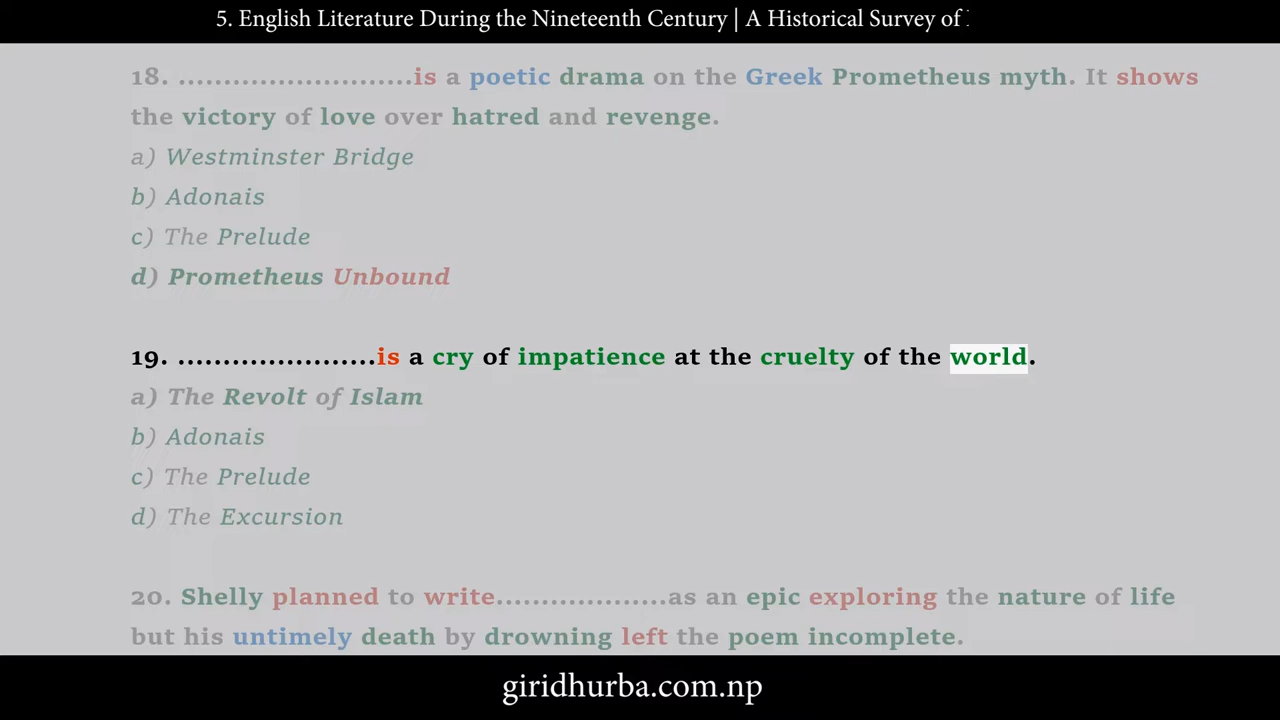 5. English Literature During the Nineteenth Century | A Historical Survey of
18. ..........................is a poetic drama on the Greek Prometheus myth. It shows
the victory of love over hatred and revenge.
a) Westminster Bridge
b) Adonais
c) The Prelude
d) Prometheus Unbound
19. ......................is a cry of impatience at the cruelty of the world.
a) The Revolt of Islam
b) Adonais
c) The Prelude
d) The Excursion
20. Shelly planned to write...................as an epic exploring the nature of life
but his untimely death by drowning left the poem incomplete.
giridhurba.com.np